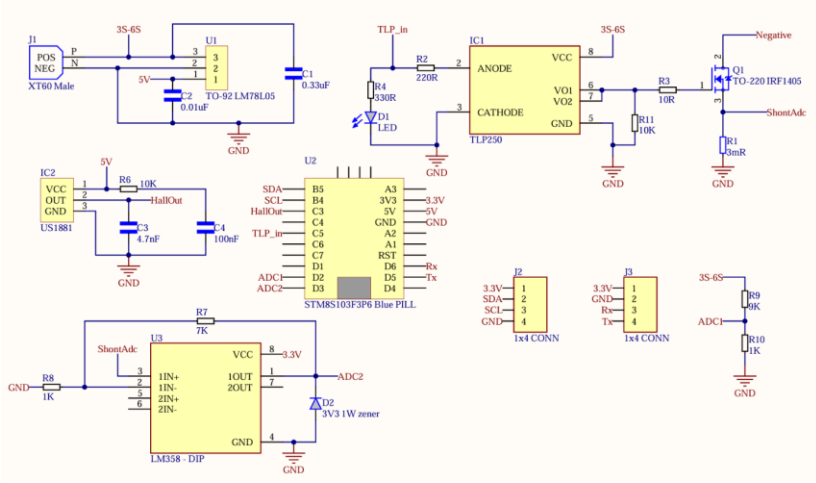 3S-6S
J1
P
POS
NEG
N
XT60 Male
U1
3 3
2 2
1 1
5V
TO-92 LM78L05
C2
0.01uF
C1
0.33uF
GND
TLP_in
R2
220R
R4
330R
D1
LED
IC1
2 ANODE
3 CATHODE
VCC 8
VO1 6
VO2 7
GND 5
TLP250
GND
3S-6S
R3
10R
R11
10K
GND
Negative
2
1
3
Q1
TO-220 IRF1405
ShontAdc
R1
3mR
GND
IC2
VCC 1
OUT 2
GND 3
US1881
5V
R6 10K
HallOut
C3
4.7nF
C4
100nF
GND
U2
SDA B5 A3
SCL B4 3V3 3.3V
HallOut C3 5V 5V
C4 GND GND
TLP_in C5 A2
C6 A1
C7 RST
D1 D6 Rx
ADC1 D2 D5 Tx
ADC2 D3 D4
STM8S103F3P6 Blue PILL
J2
3.3V 1
SDA 2
SCL 3
GND 4
1x4 CONN
J3
3.3V 1
GND 2
Rx 3
Tx 4
1x4 CONN
3S-6S
R9
9K
ADC1
R10
1K
GND
R7
7K
ShontAdc
U3
GND
R8
1K
3 1IN+
2 1IN-
5 2IN+
6 2IN-
VCC 8 3.3V
1OUT 1
2OUT 7
GND 4
LM358 - DIP
ADC2
D2
3V3 1W zener
GND